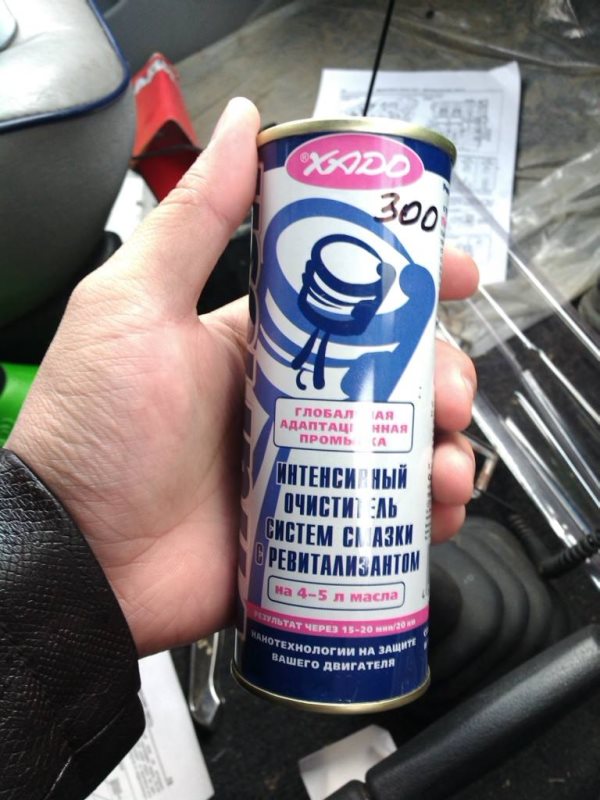 ®XADO
300
ГЛОБАЛЬНАЯ
АДАПТАЦИОННАЯ
ПРОМЫВКА
ИНТЕНСИВНЫЙ
ОЧИСТИТЕЛЬ
СИСТЕМ СМАЗКИ
С РЕВИТАЛИЗАНТОМ
на 4-5 л масла
РЕЗУЛЬТАТ ЧЕРЕЗ 15-20 мин/20 км
НАНОТЕХНОЛОГИИ НА ЗАЩИТЕ
ВАШЕГО ДВИГАТЕЛЯ